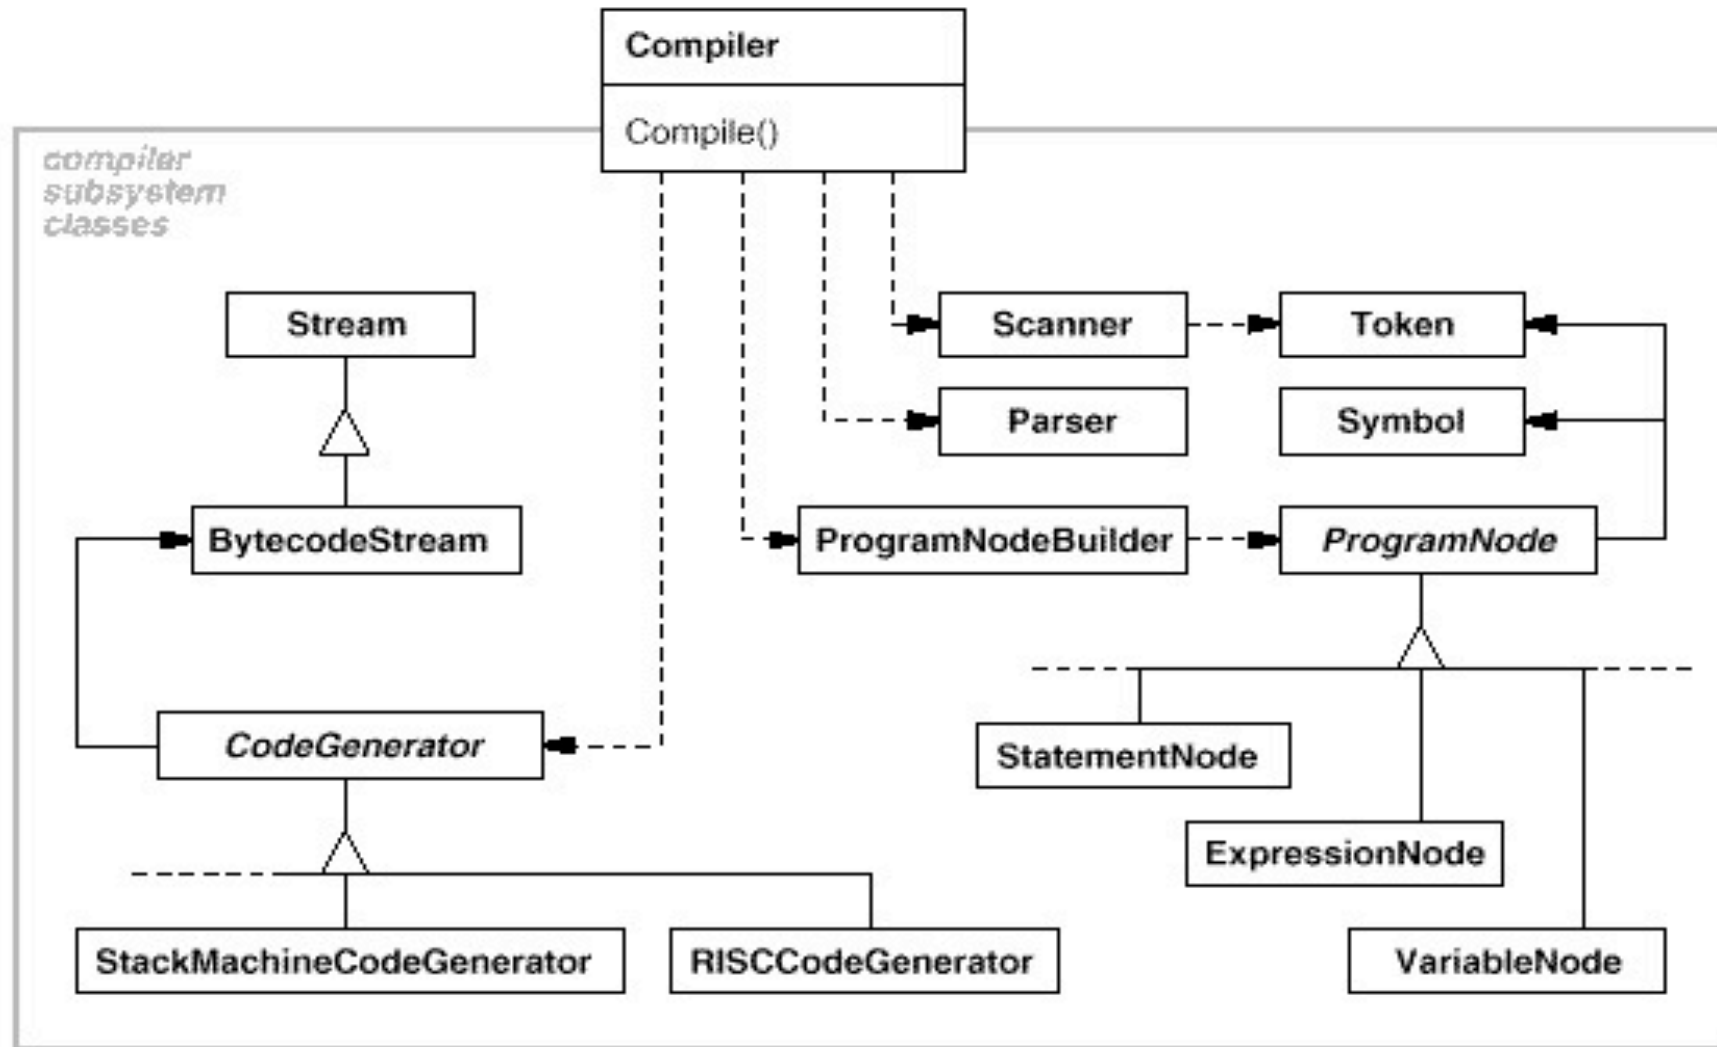 Compiler
Compile()
compiler
subsystem
classes
Stream
Scanner
Token
Parser
Symbol
BytecodeStream
ProgramNodeBuilder
ProgramNode
CodeGenerator
StatementNode
ExpressionNode
StackMachineCodeGenerator
RISCCodeGenerator
VariableNode